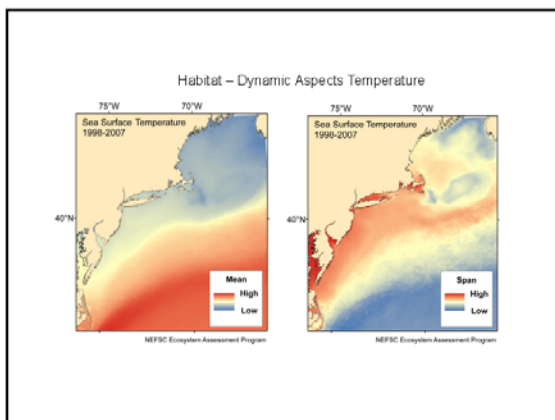 Habitat – Dynamic Aspects Temperature
75°W 70°W
Sea Surface Temperature
1998-2007
40°N
Mean
High
Low
NEFSC Ecosystem Assessment Program
75°W 70°W
Sea Surface Temperature
1998-2007
40°N
Span
High
Low
NEFSC Ecosystem Assessment Program